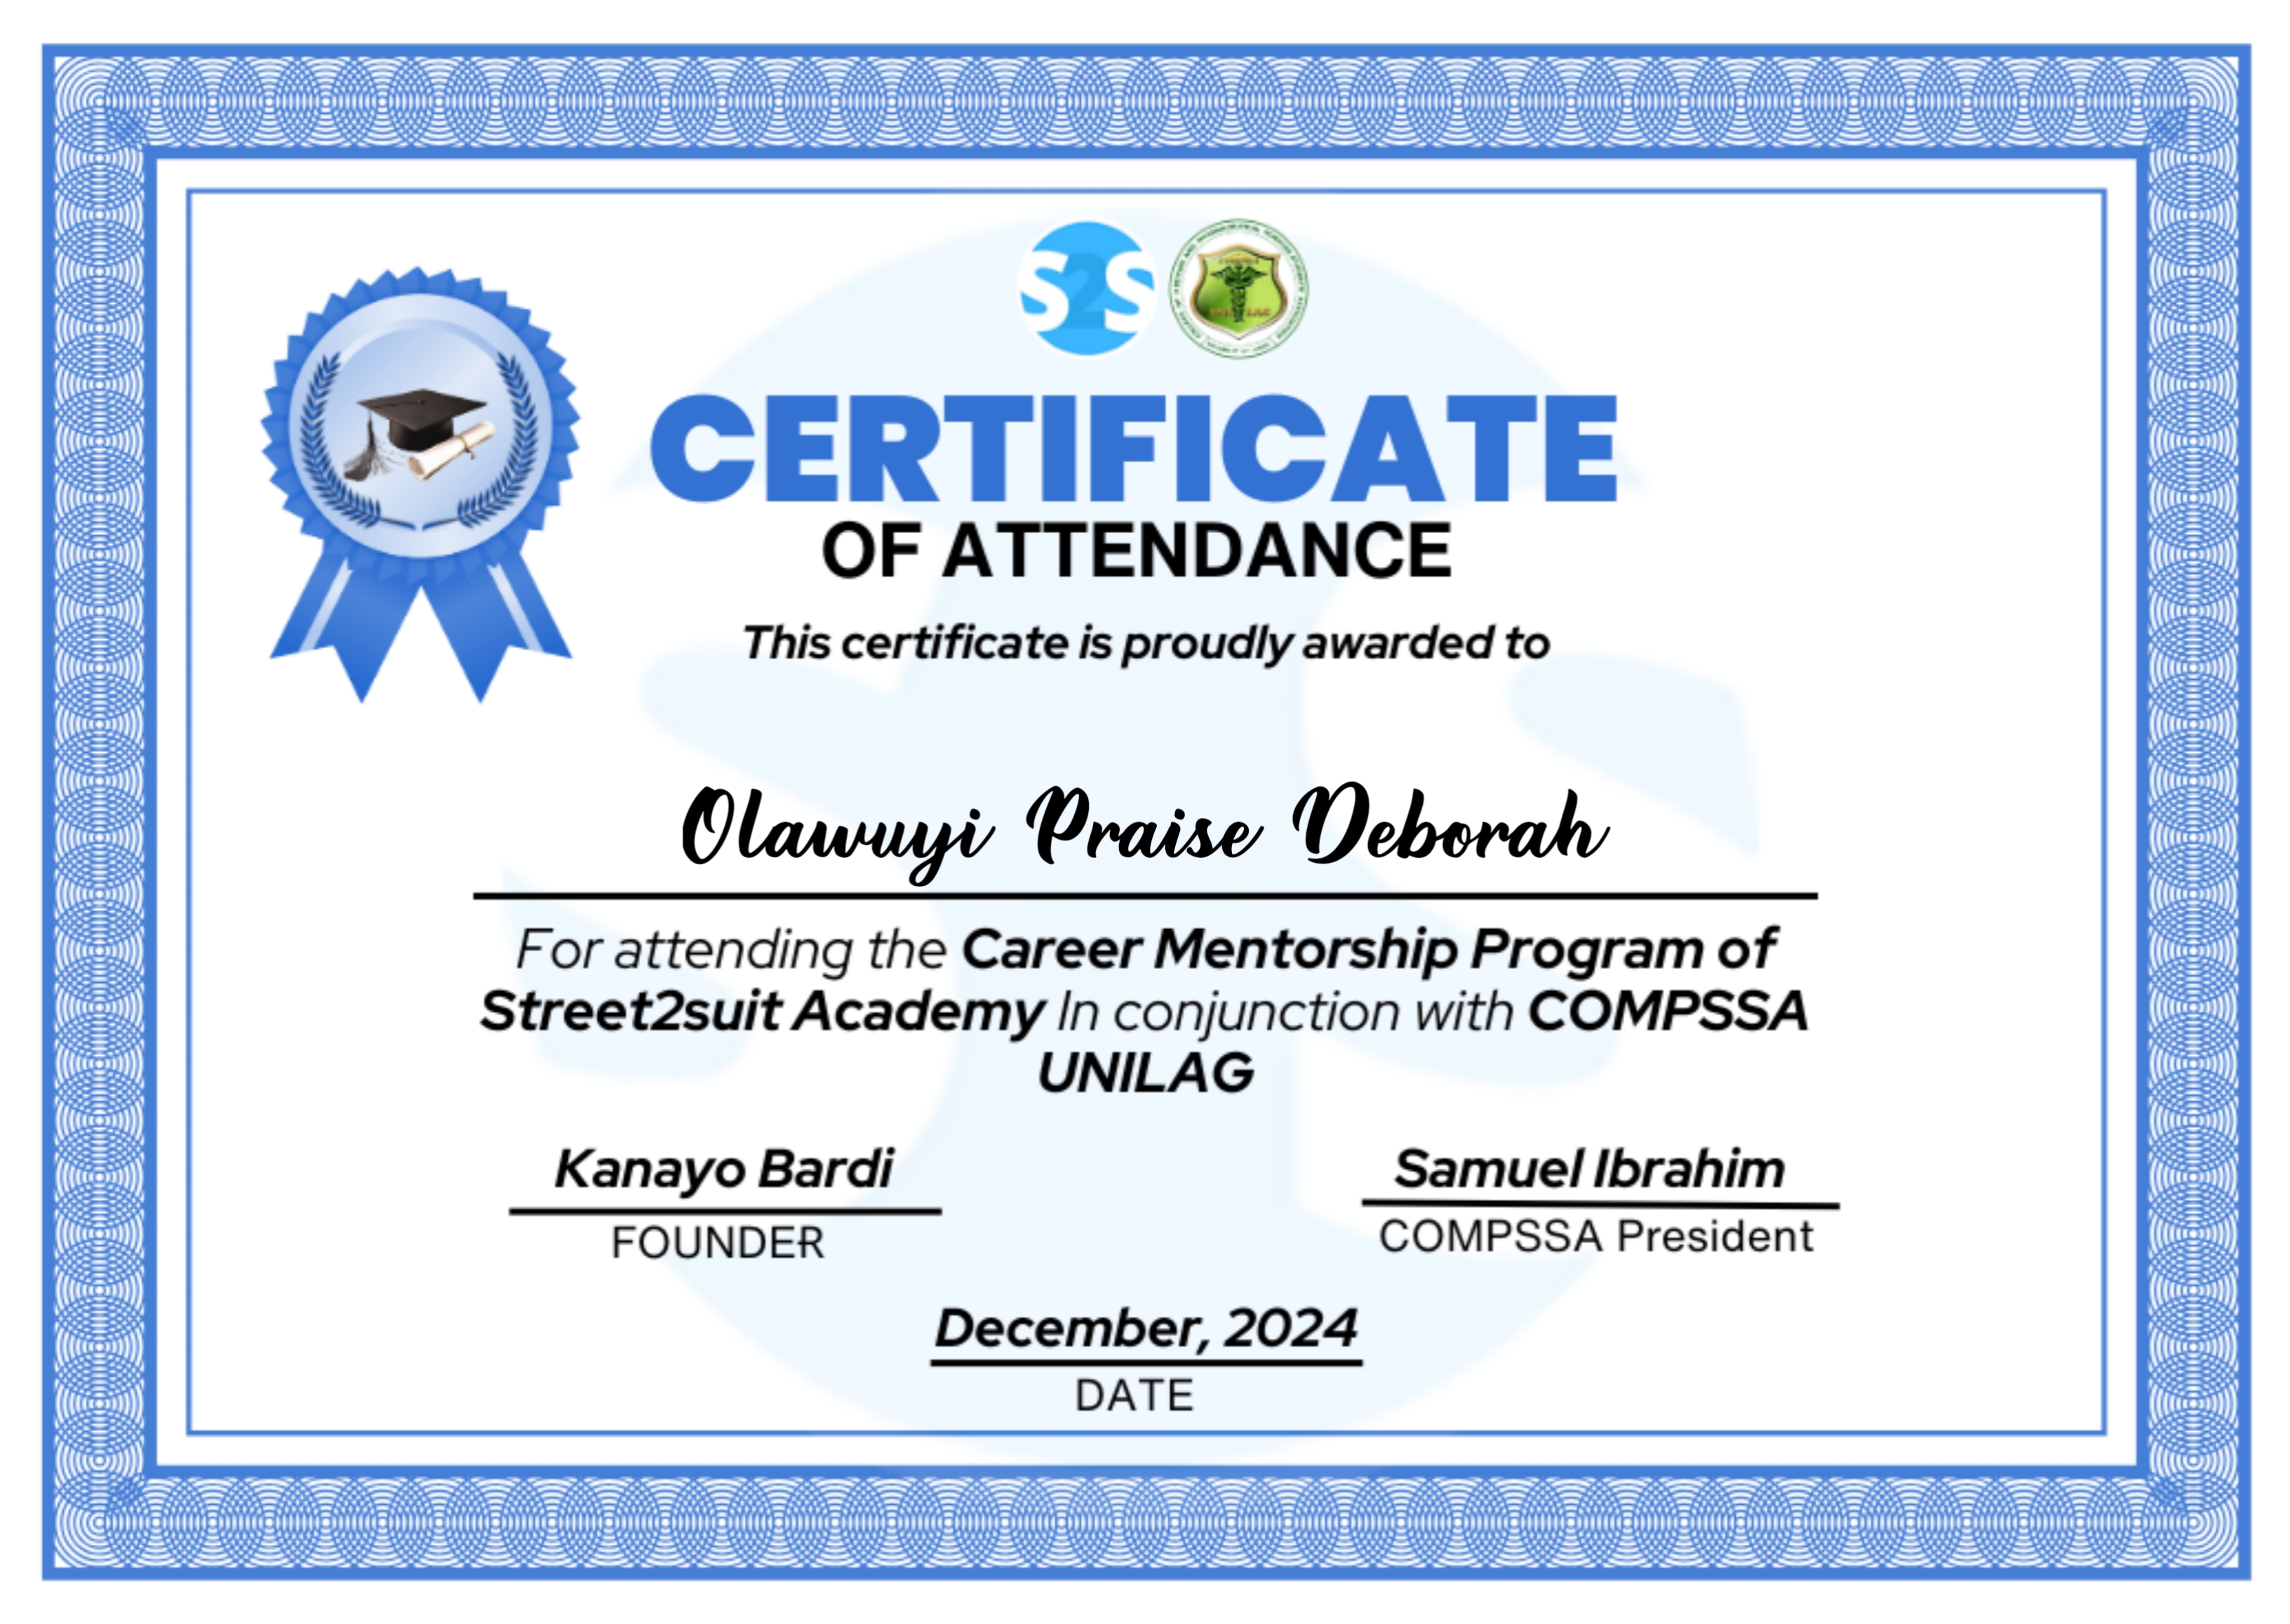 S2S
CERTIFICATE
OF ATTENDANCE
This certificate is proudly awarded to
Olawuyi Praise Deborah
For attending the Career Mentorship Program of
Street2suit Academy In conjunction with COMPSSA
UNILAG
Kanayo Bardi
FOUNDER
Samuel Ibrahim
COMPSSA President
December, 2024
DATE